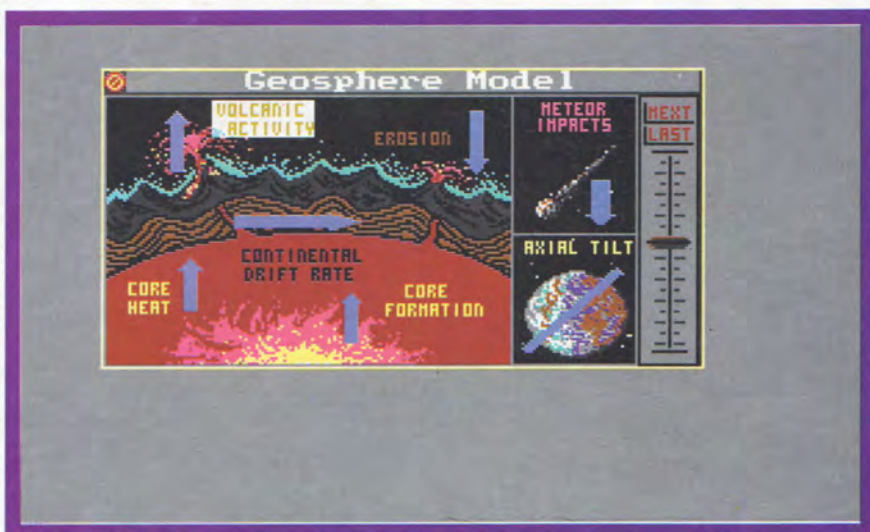 Geosphere Model
VOLCANIC
ACTIVITY
EROSION
METEOR
IMPACTS
NEXT
LAST
CONTINENTAL
DRIFT RATE
CORE
HEAT
CORE
FORMATION
AXIAL TILT